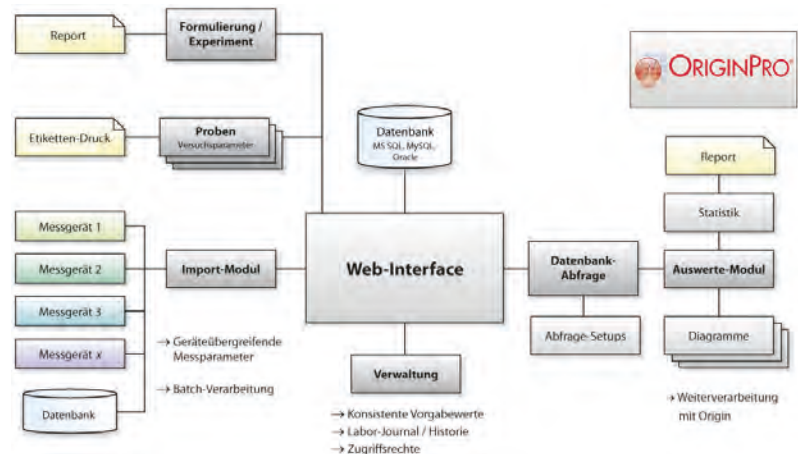 Report
Formulierung /
Experiment
ORIGINPRO®
Etiketten-Druck
Proben
Versuchsparameter
Datenbank
MS SQL, MySQL,
Oracle
Report
Statistik
Messgerät 1
Messgerät 2
Messgerät 3
Messgerät x
Datenbank
Import-Modul
→ Geräteübergreifende
Messparameter
→ Batch-Verarbeitung
Web-Interface
Verwaltung
→ Konsistente Vorgabewerte
→ Labor-Journal / Historie
→ Zugriffsrechte
Datenbank-
Abfrage
Abfrage-Setups
Auswerte-Modul
Diagramme
→ Weiterverarbeitung
mit Origin